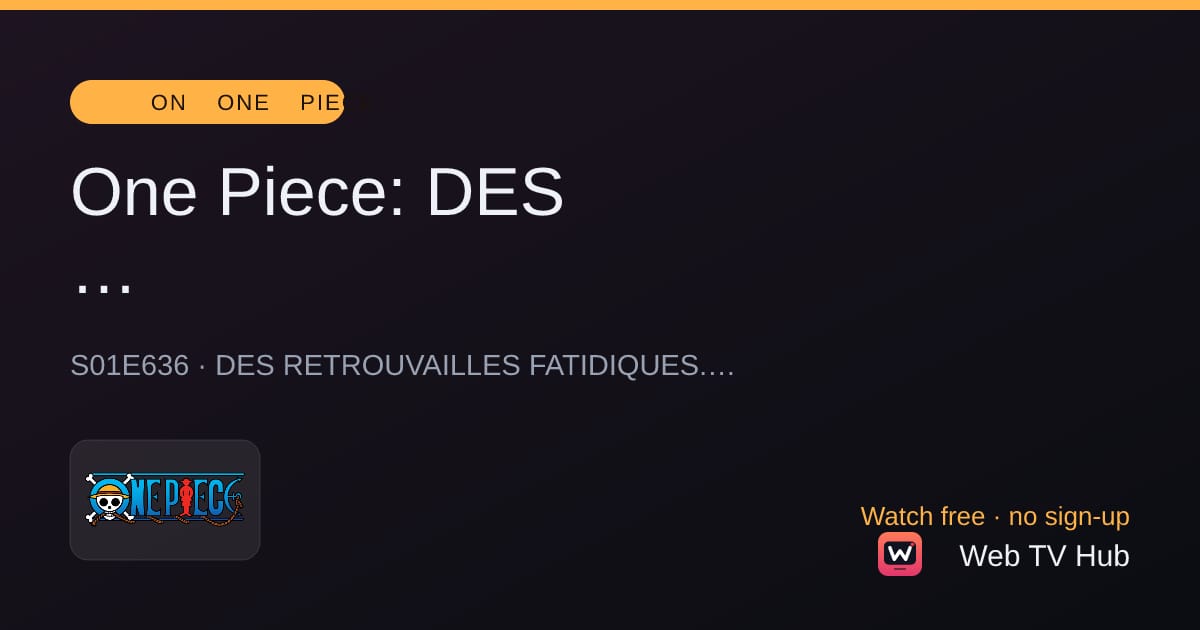 ON ONE PIECE
One Piece: DES
…
S01E636 · DES RETROUVAILLES FATIDIQUES.…
ONE PIECE
Watch free · no sign-up
W
Web TV Hub